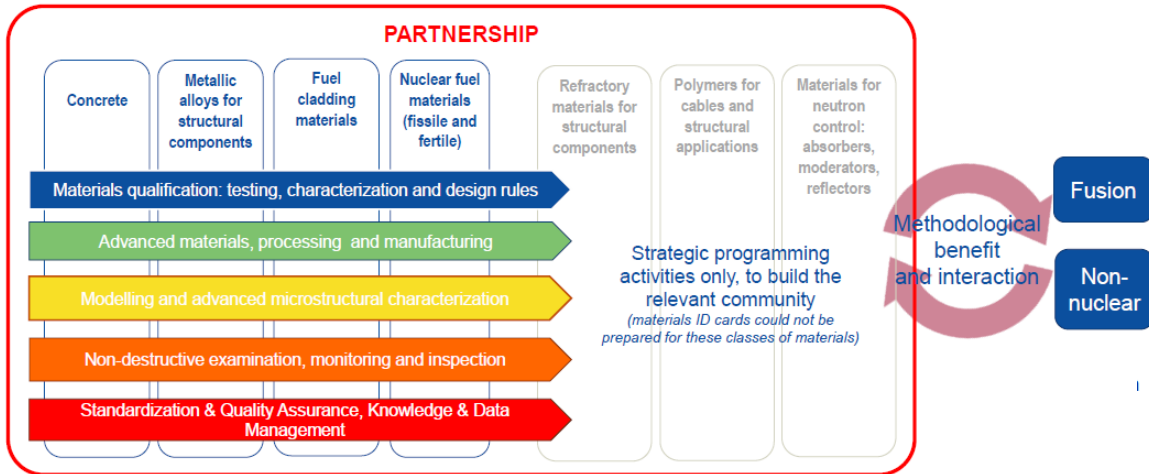 PARTNERSHIP
Concrete
Metallic
alloys for
structural
components
Fuel
cladding
materials
Nuclear fuel
materials
(fissile and
fertile)
Refractory
materials for
structural
components
Polymers for
cables and
structural
applications
Materials for
neutron
control:
absorbers,
moderators,
reflectors
Materials qualification: testing, characterization and design rules
Advanced materials, processing and manufacturing
Modelling and advanced microstructural characterization
Non-destructive examination, monitoring and inspection
Standardization & Quality Assurance, Knowledge & Data
Management
Strategic programming
activities only, to build the
relevant community
(materials ID cards could not be
prepared for these classes of materials)
Methodological
benefit
and interaction
Fusion
Non-
nuclear